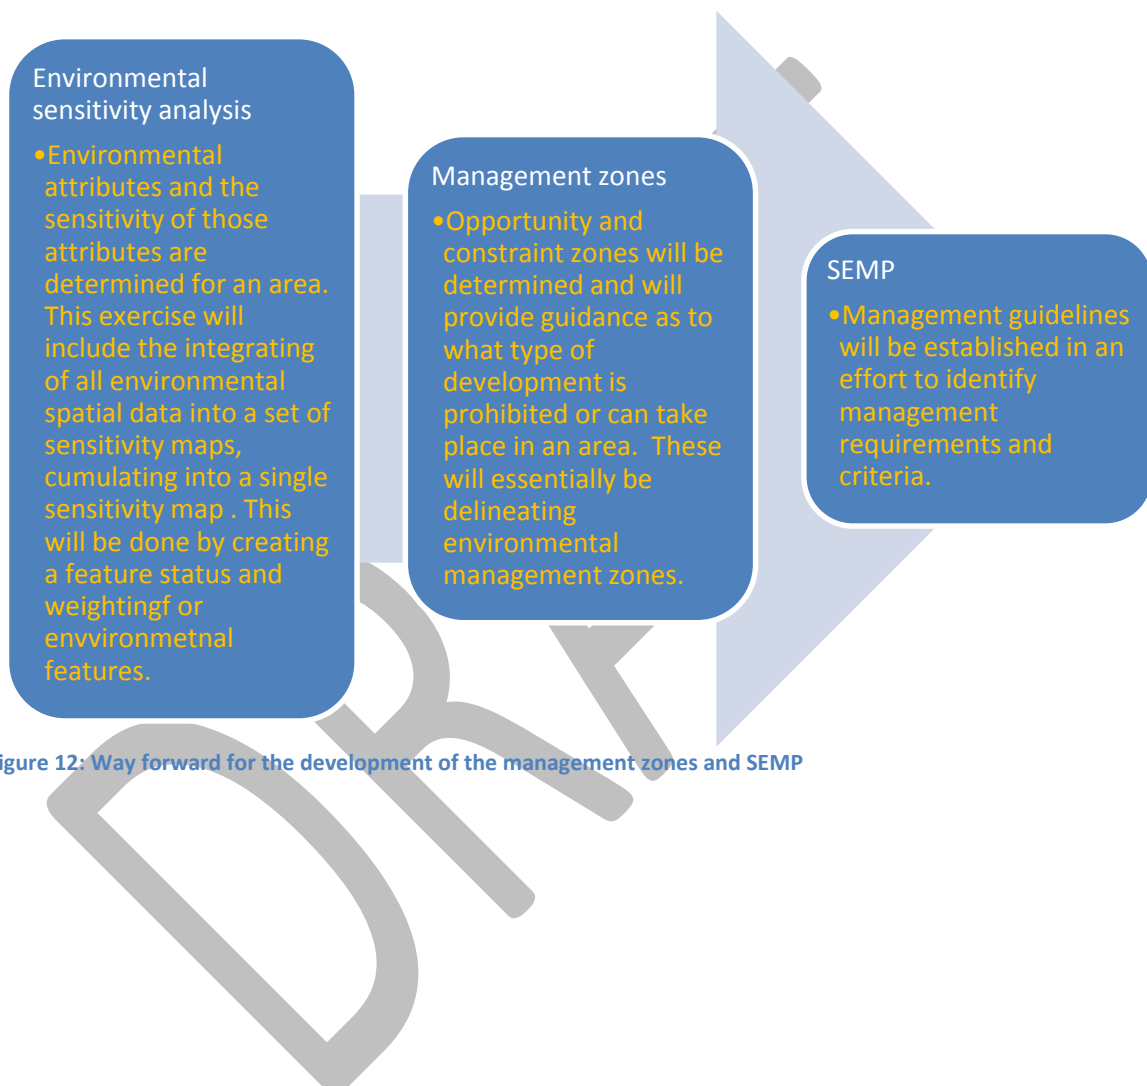 Environmental
sensitivity analysis
•Environmental
attributes and the
sensitivity of those
attributes are
determined for an area.
This exercise will
include the integrating
of all environmental
spatial data into a set of
sensitivity maps,
cumulating into a single
sensitivity map . This
will be done by creating
a feature status and
weightingf or
envvironmetnal
features.
Management zones
•Opportunity and
constraint zones will be
determined and will
provide guidance as to
what type of
development is
prohibited or can take
place in an area.  These
will essentially be
delineating
environmental
management zones.
SEMP
•Management guidelines
will be established in an
effort to identify
management
requirements and
criteria.
igure 12: Way forward for the development of the management zones and SEMP
DRA